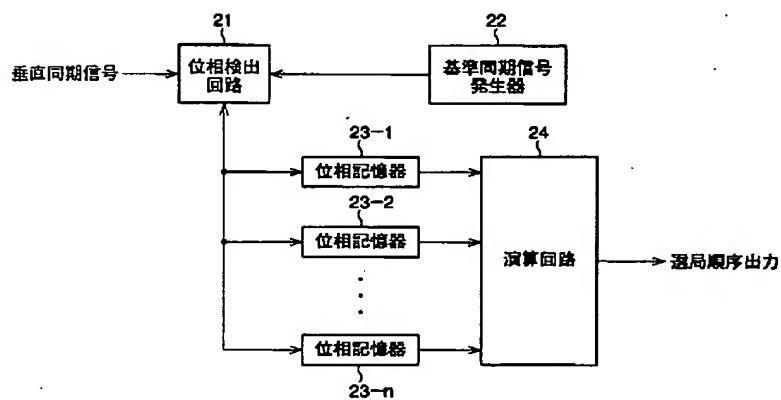 21
22
垂直同期信号
位相検出
回路
基準同期信号
発生器
23-1
24
位相記憶器
23-2
位相記憶器
演算回路
選局順序出力
位相記憶器
23-n